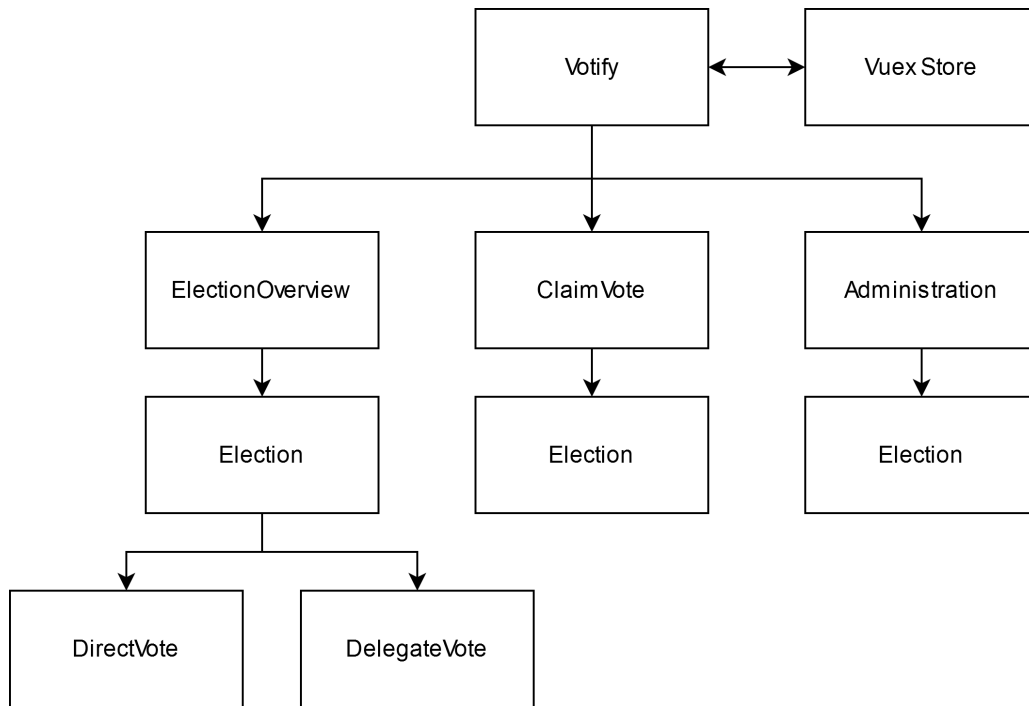 Votify
Vuex Store
ElectionOverview
ClaimVote
Administration
Election
Election
Election
DirectVote
DelegateVote